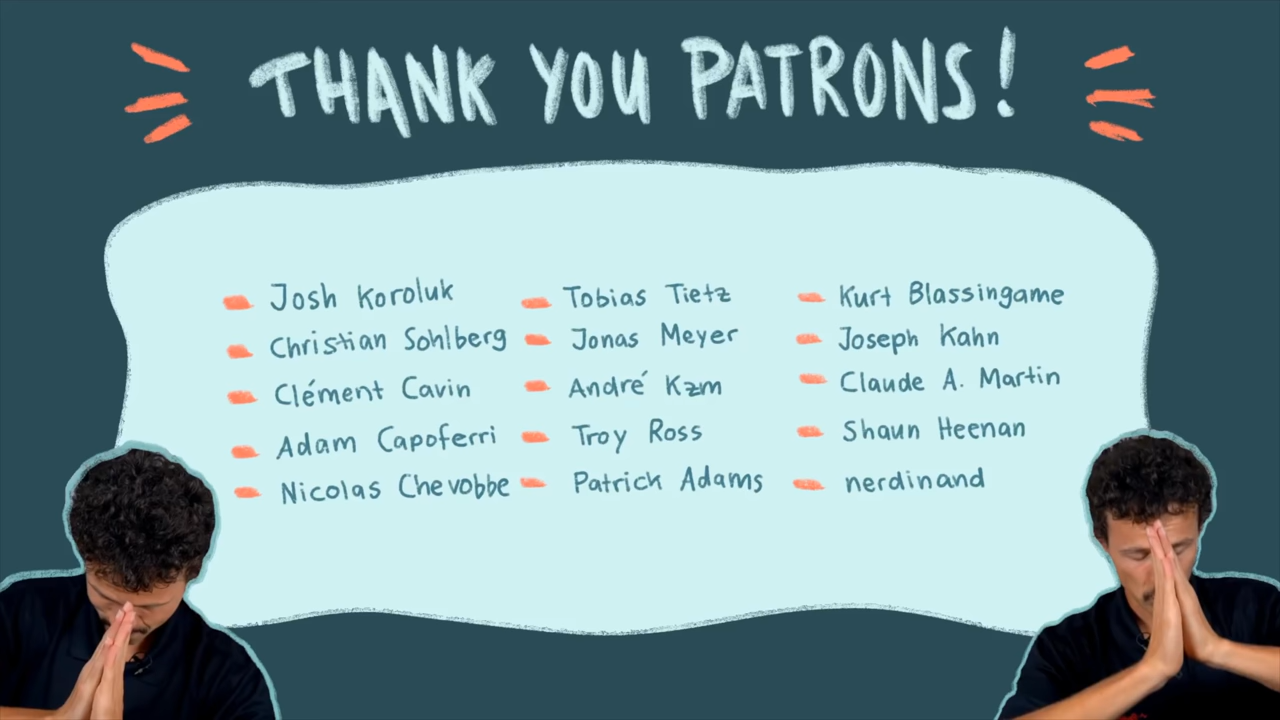 THANK YOU PATRONS!
Josh Koroluk
Christian Sohlberg
Clément Cavin
Adam Capoferri
Nicolas Chevobbe
Tobias Tietz
Jonas Meyer
André Kzm
Troy Ross
Patrick Adams
Kurt Blassingame
Joseph Kahn
Claude A. Martin
Shaun Heenan
nerdinand